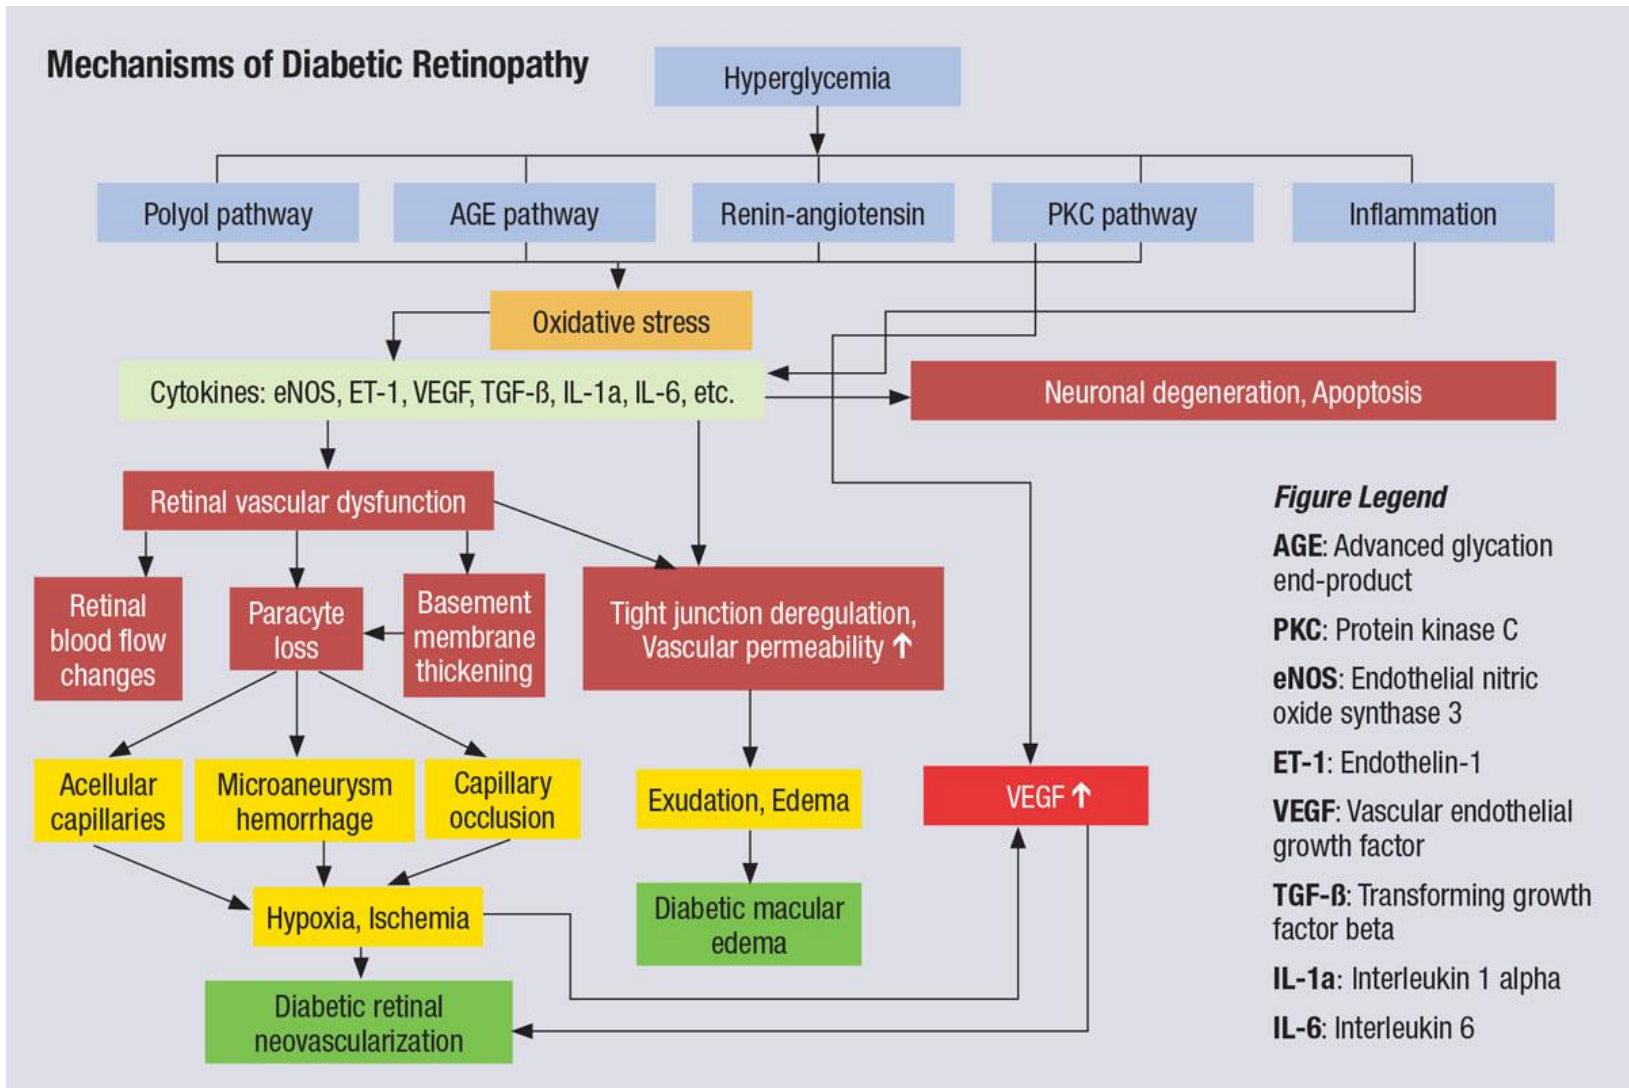 Mechanisms of Diabetic Retinopathy
Hyperglycemia
Polyol pathway
AGE pathway
Renin-angiotensin
PKC pathway
Inflammation
Oxidative stress
Cytokines: eNOS, ET-1, VEGF, TGF-ß, IL-1a, IL-6, etc.
Neuronal degeneration, Apoptosis
Retinal vascular dysfunction
Retinal
blood flow
changes
Paracyte
loss
Basement
membrane
thickening
Tight junction deregulation,
Vascular permeability ↑
Acellular
capillaries
Microaneurysm
hemorrhage
Capillary
occlusion
Exudation, Edema
VEGF ↑
Hypoxia, Ischemia
Diabetic macular
edema
Diabetic retinal
neovascularization
Figure Legend
AGE: Advanced glycation
end-product
PKC: Protein kinase C
eNOS: Endothelial nitric
oxide synthase 3
ET-1: Endothelin-1
VEGF: Vascular endothelial
growth factor
TGF-ß: Transforming growth
factor beta
IL-1a: Interleukin 1 alpha
IL-6: Interleukin 6